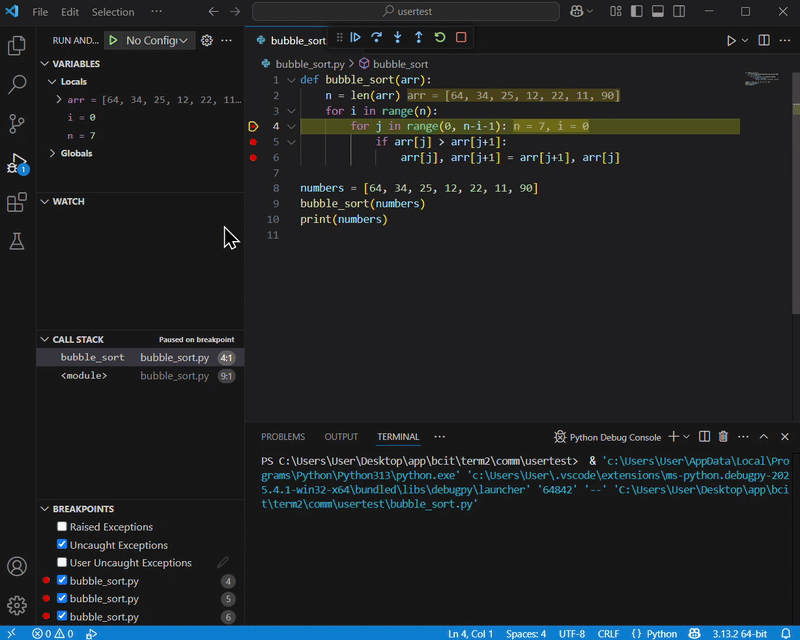 File Edit Selection ··· usertest
RUN AND... No Configu ···
bubble_sort
VARIABLES
Locals
arr = [64, 34, 25, 12, 22, 11...
i = 0
n = 7
Globals
WATCH
CALL STACK Paused on breakpoint
bubble_sort bubble_sort.py 4:1
<module> bubble_sort.py 9:1
BREAKPOINTS
Raised Exceptions
Uncaught Exceptions
User Uncaught Exceptions
bubble_sort.py 4
bubble_sort.py 5
bubble_sort.py 6
1
bubble_sort.py > bubble_sort
1 def bubble_sort(arr):
2 n = len(arr) arr = [64, 34, 25, 12, 22, 11, 90]
3 for i in range(n):
4 for j in range(0, n-i-1): n = 7, i = 0
5 if arr[j] > arr[j+1]:
6 arr[j], arr[j+1] = arr[j+1], arr[j]
7
8 numbers = [64, 34, 25, 12, 22, 11, 90]
9 bubble_sort(numbers)
10 print(numbers)
11
PROBLEMS OUTPUT TERMINAL ··· Python Debug Console ···
PS C:\Users\User\Desktop\app\bcit\term2\comm\usertest> & 'c:\Users\User\AppData\Local\Pro
grams\Python\Python313\python.exe' 'c:\Users\User\.vscode\extensions\ms-python.debugpy-202
5.4.1-win32-x64\bundled\libs\debugpy\launcher' '64842' '--' 'C:\Users\User\Desktop\app\bci
t\term2\comm\usertest\bubble_sort.py'
0 0 Ln 4, Col 1 Spaces: 4 UTF-8 CRLF {} Python 3.13.2 64-bit